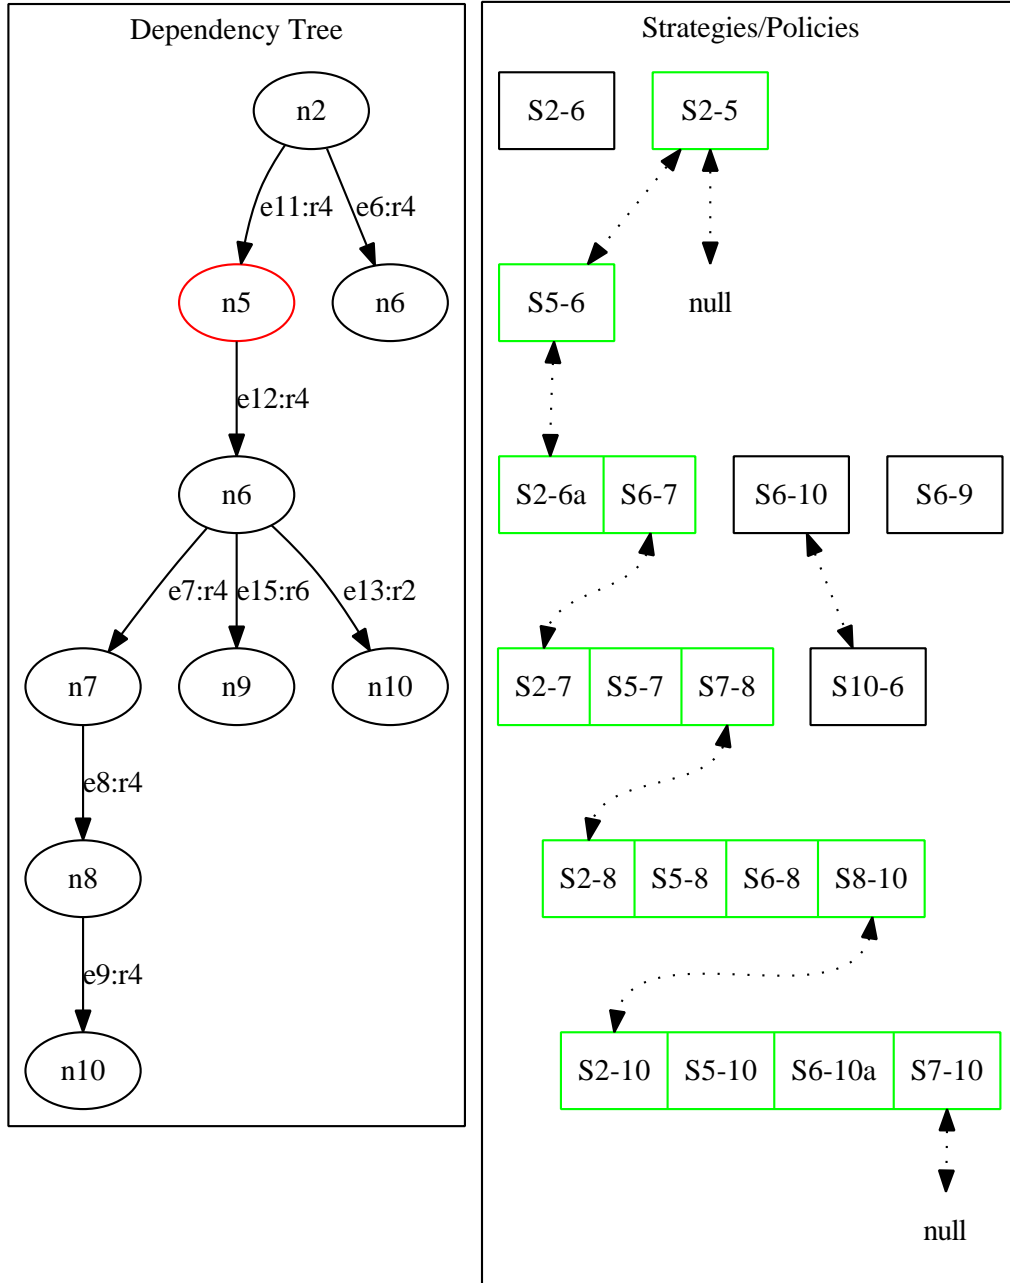 Dependency Tree
n2
e11:r4 e6:r4
n5 n6
e12:r4
n6
e7:r4 e15:r6 e13:r2
n7 n9 n10
e8:r4
n8
e9:r4
n10
Strategies/Policies
S2-6 S2-5
S5-6 null
S2-6a S6-7 S6-10 S6-9
S2-7 S5-7 S7-8 S10-6
S2-8 S5-8 S6-8 S8-10
S2-10 S5-10 S6-10a S7-10
null